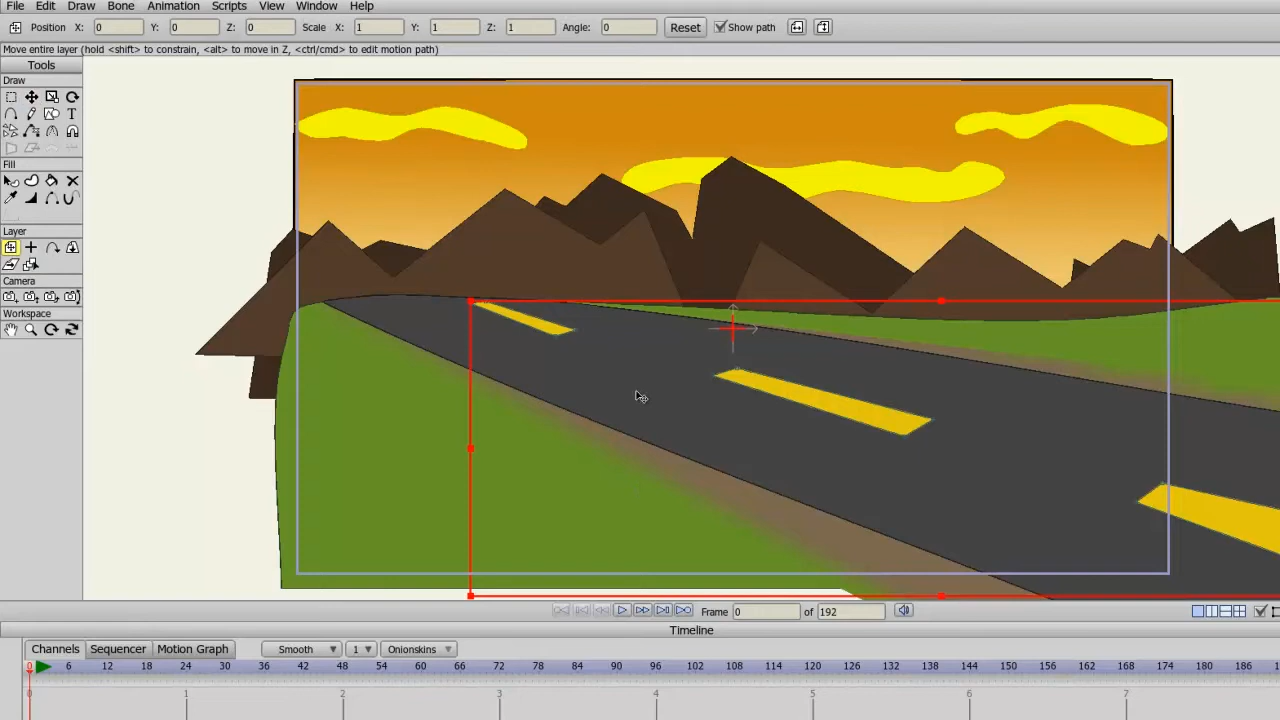 File Edit Draw Bone Animation Scripts View Window Help
Position X: 0 Y: 0 Z: 0 Scale X: 1 Y: 1 Z: 1 Angle: 0 Reset Show path
Move entire layer (hold <shift> to constrain, <alt> to move in Z, <ctrl/cmd> to edit motion path)
Tools
Draw
T
Fill
Layer
Camera
Workspace
Frame 0 of 192
Timeline
Channels Sequencer Motion Graph Smooth 1 Onionskins
0 6 12 18 24 30 36 42 48 54 60 66 72 78 84 90 96 102 108 114 120 126 132 138 144 150 156 162 168 174 180 186
0 1 2 3 4 5 6 7